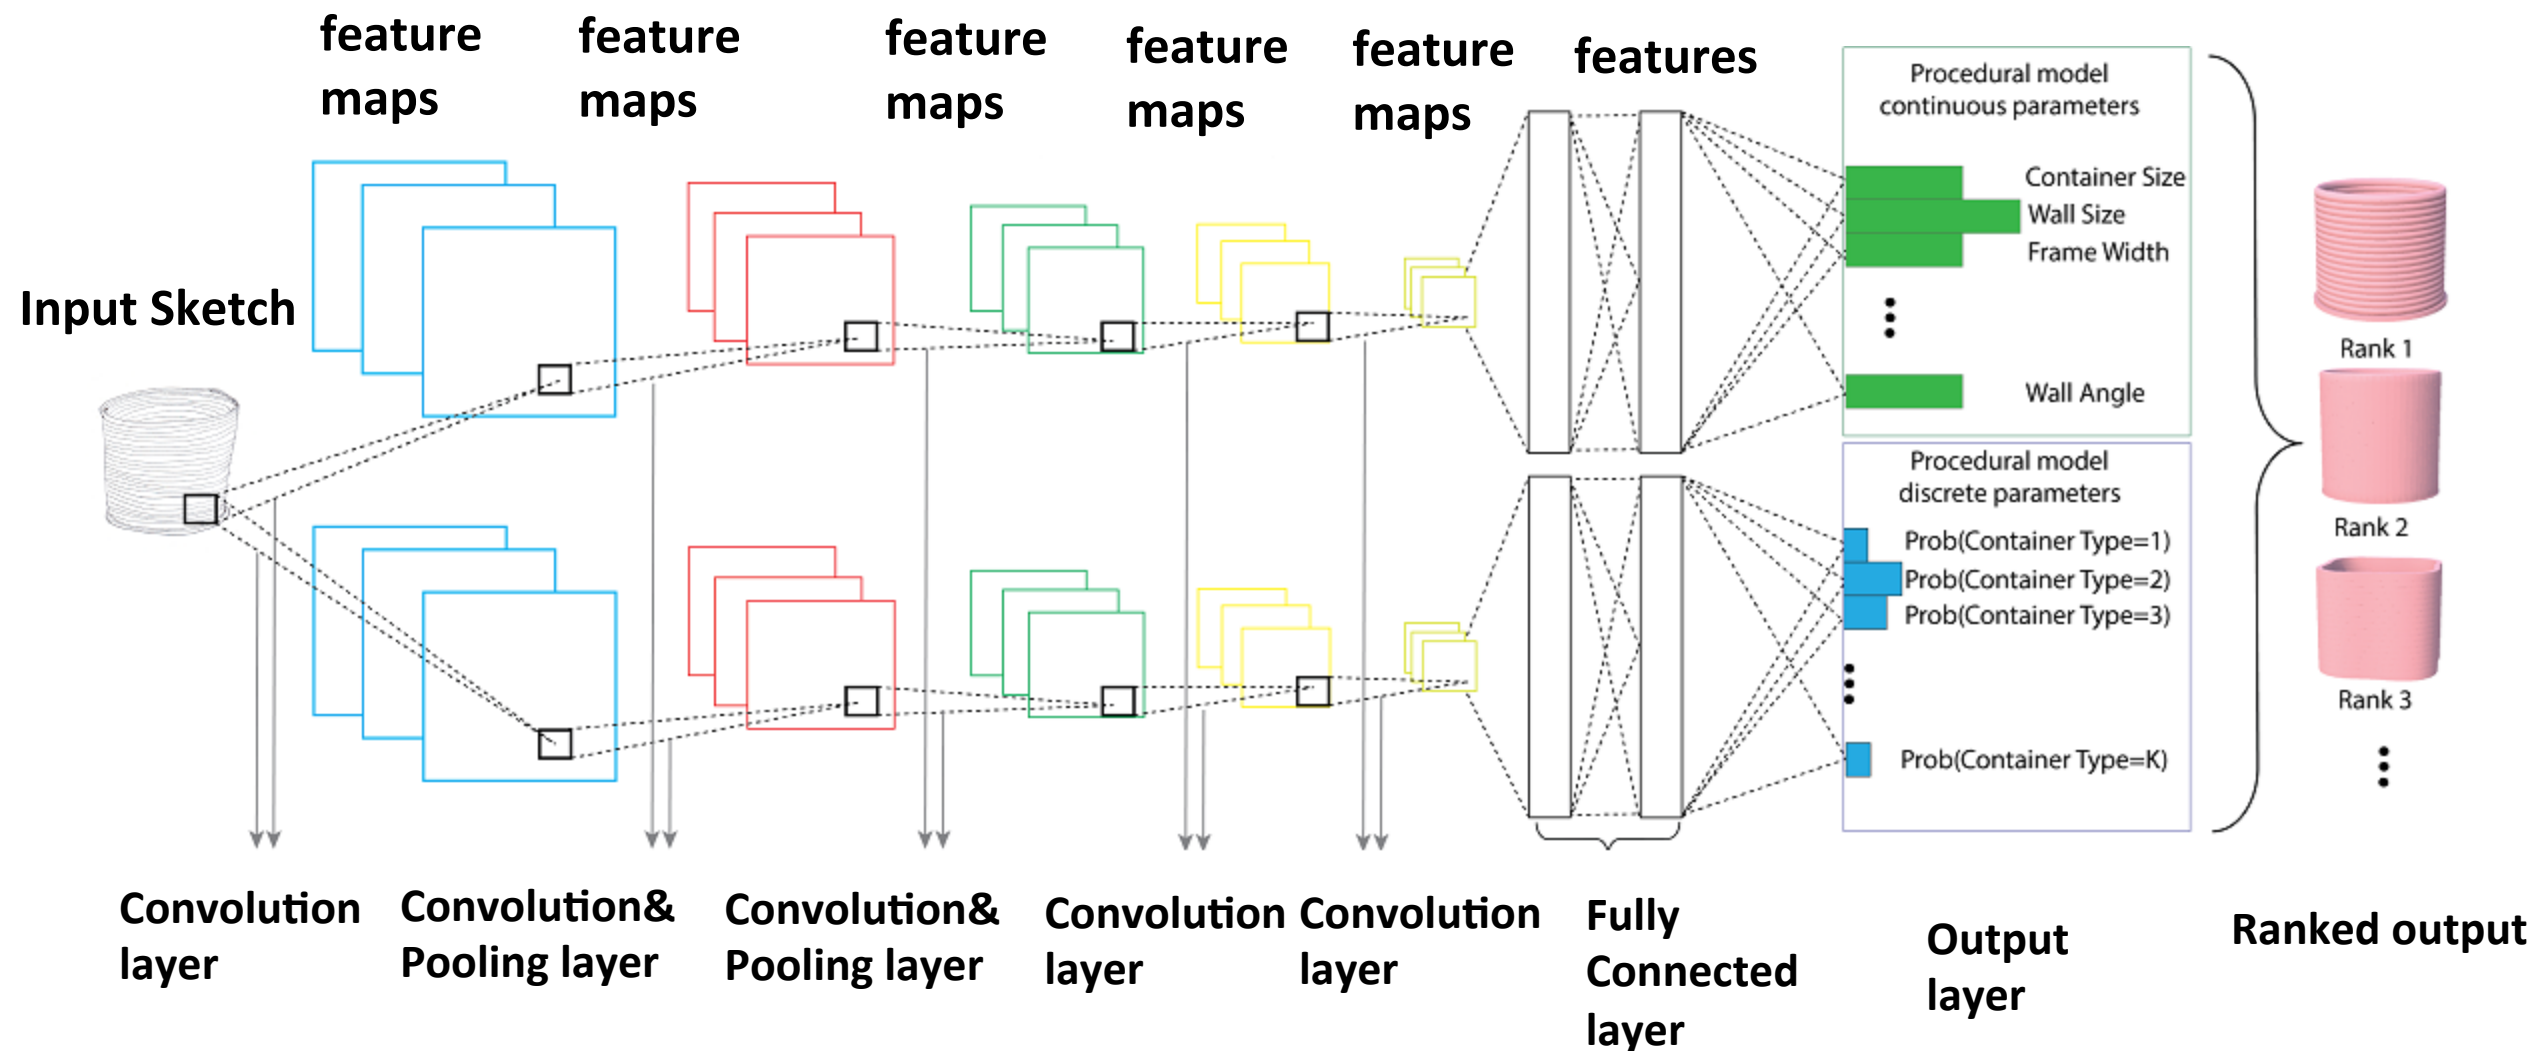 feature
maps
feature
maps
feature
maps
feature
maps
feature
maps
features
Input Sketch
Procedural model
continuous parameters
Container Size
Wall Size
Frame Width
Wall Angle
Procedural model
discrete parameters
Prob(Container Type=1)
Prob(Container Type=2)
Prob(Container Type=3)
Prob(Container Type=K)
Rank 1
Rank 2
Rank 3
Convolution
layer
Convolution&
Pooling layer
Convolution&
Pooling layer
Convolution
layer
Convolution
layer
Fully
Connected
layer
Output
layer
Ranked output